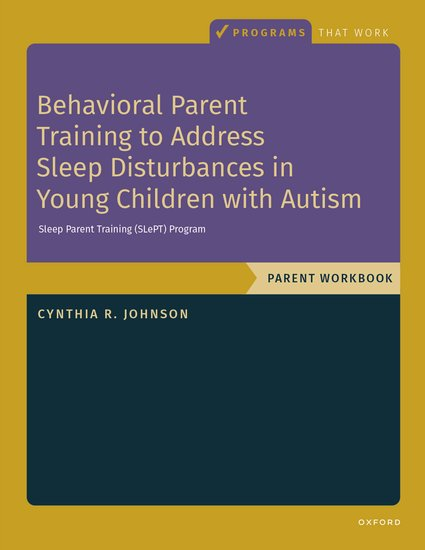 PROGRAMS THAT WORK
Behavioral Parent
Training to Address
Sleep Disturbances in
Young Children with Autism
Sleep Parent Training (SLePT) Program
PARENT WORKBOOK
CYNTHIA R. JOHNSON
OXFORD